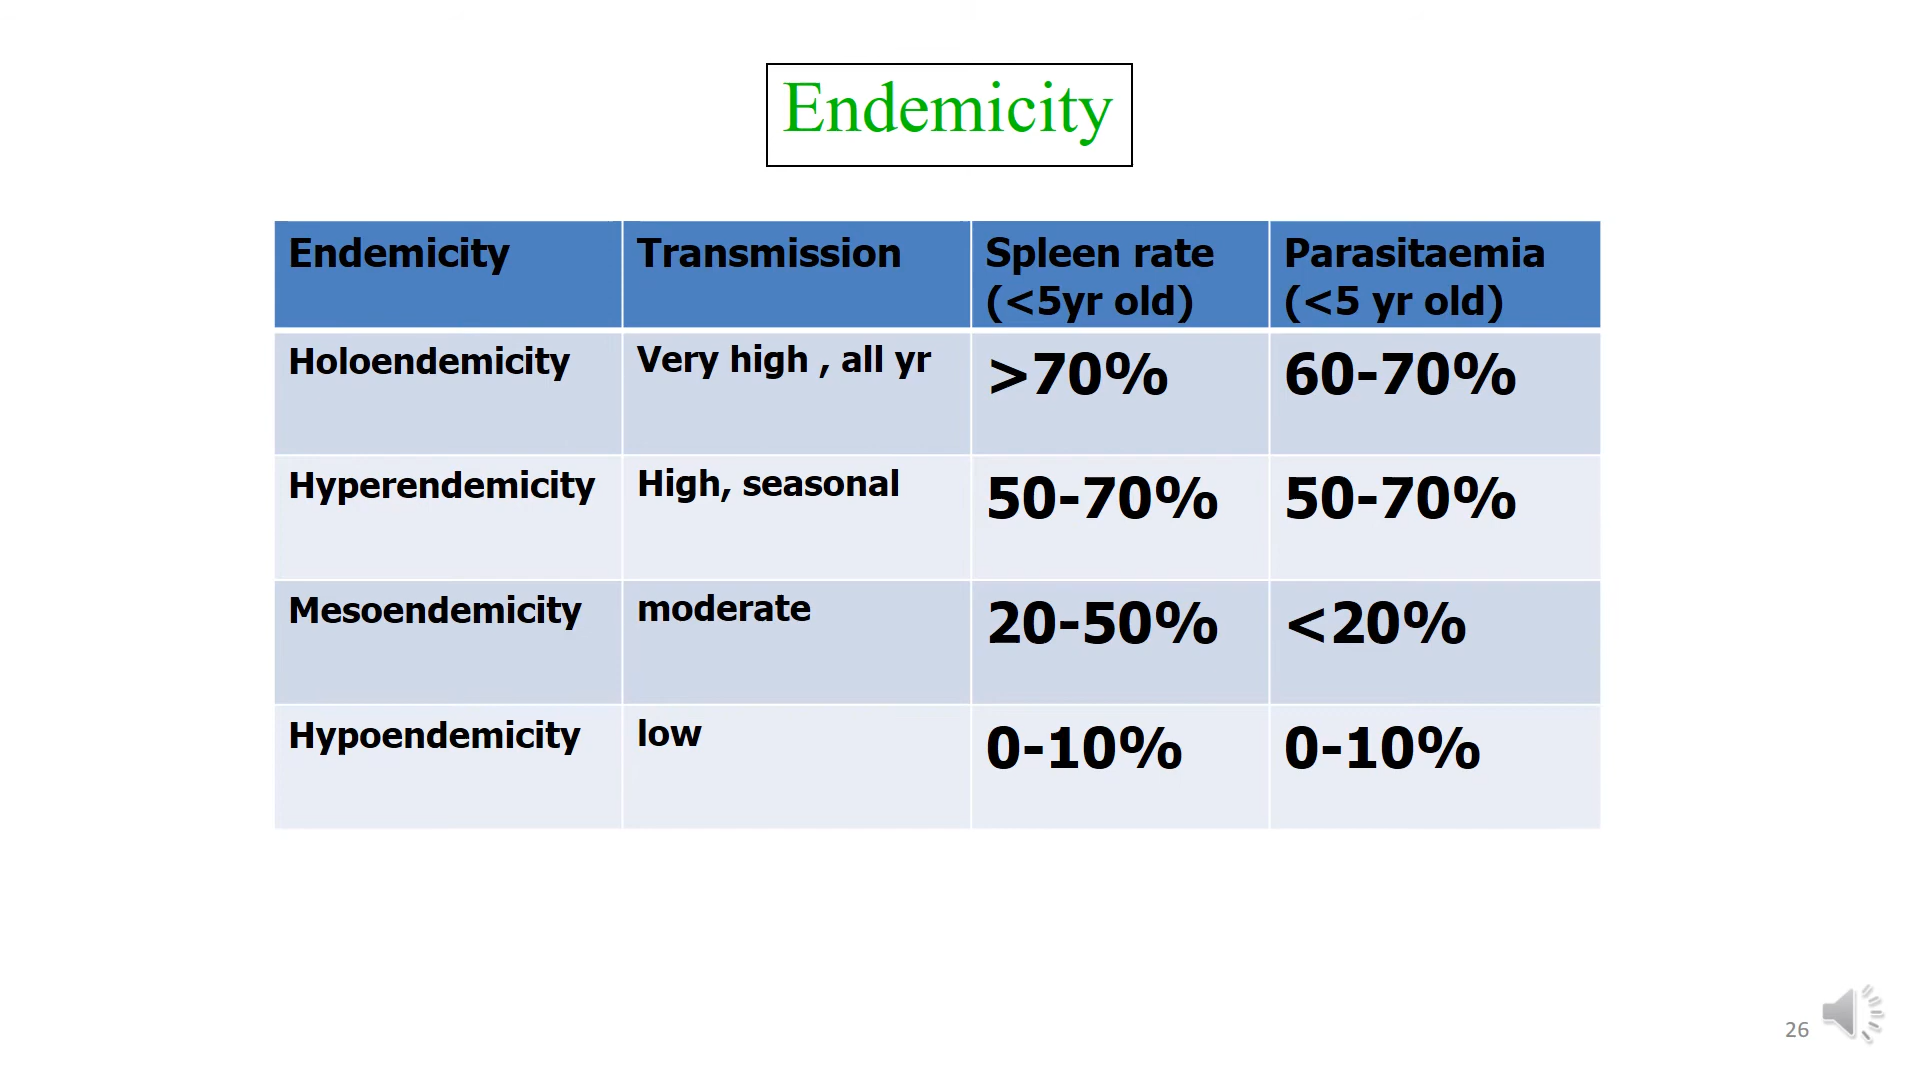 Endemicity
Endemicity Transmission Spleen rate (<5yr old) Parasitaemia (<5 yr old)
Holoendemicity Very high , all yr >70% 60-70%
Hyperendemicity High, seasonal 50-70% 50-70%
Mesoendemicity moderate 20-50% <20%
Hypoendemicity low 0-10% 0-10%
26